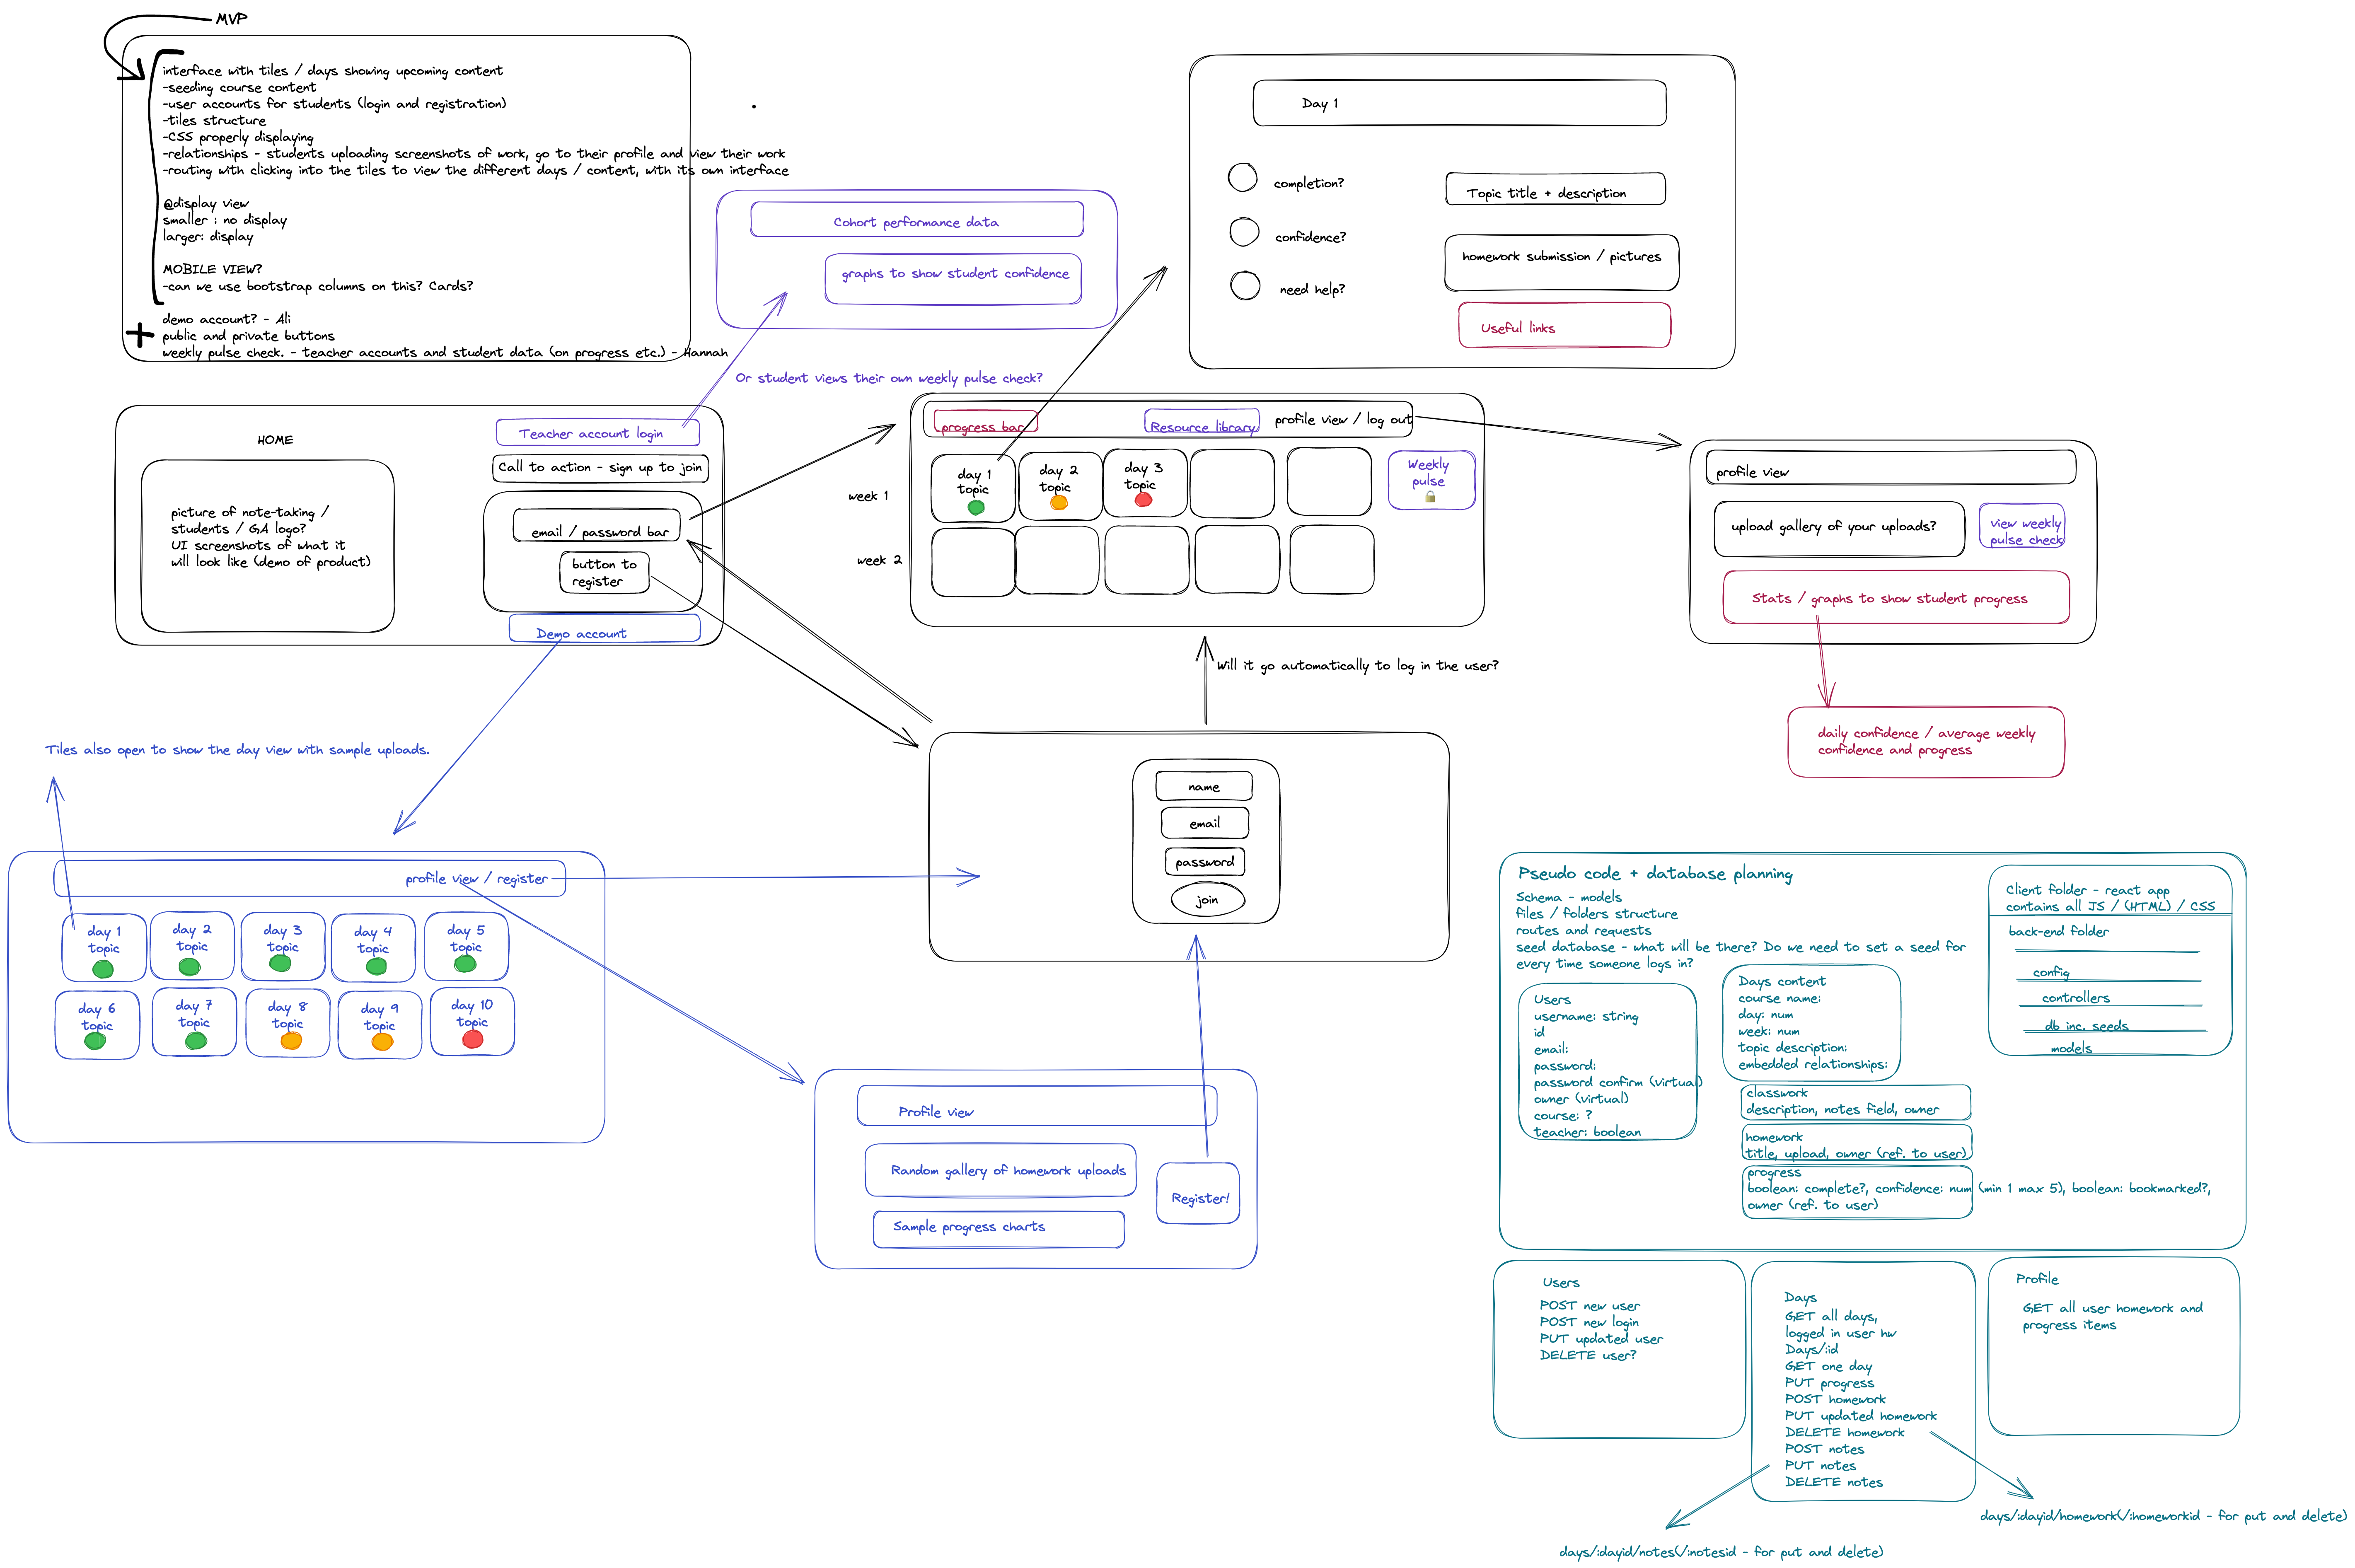 MVP
interface with tiles / days showing upcoming content
-seeding course content
-user accounts for students (login and registration)
-tiles structure
-CSS properly displaying
-relationships - students uploading screenshots of work, go to their profile and view their work
-routing with clicking into the tiles to view the different days / content, with its own interface
@display view
smaller : no display
larger: display
MOBILE VIEW?
-can we use bootstrap columns on this? Cards?
+
demo account? - Ali
public and private buttons
weekly pulse check. - teacher accounts and student data (on progress etc.) - Hannah
Cohort performance data
graphs to show student confidence
Or student views their own weekly pulse check?
Day 1
completion?
confidence?
need help?
Topic title + description
homework submission / pictures
Useful links
HOME
picture of note-taking /
students / GA logo?
UI screenshots of what it
will look like (demo of product)
Teacher account login
Call to action - sign up to join
email / password bar
button to
register
Demo account
progress bar
Resource library
profile view / log out
week 1
day 1
topic
day 2
topic
day 3
topic
Weekly
pulse
week 2
profile view
upload gallery of your uploads?
view weekly
pulse check
Stats / graphs to show student progress
daily confidence / average weekly
confidence and progress
Will it go automatically to log in the user?
name
email
password
join
Tiles also open to show the day view with sample uploads.
profile view / register
day 1
topic
day 2
topic
day 3
topic
day 4
topic
day 5
topic
day 6
topic
day 7
topic
day 8
topic
day 9
topic
day 10
topic
Profile view
Random gallery of homework uploads
Sample progress charts
Register!
Pseudo code + database planning
Schema - models
files / folders structure
routes and requests
seed database - what will be there? Do we need to set a seed for
every time someone logs in?
Users
username: string
id
email:
password:
password confirm (virtual)
owner (virtual)
course: ?
teacher: boolean
Days content
course name:
day: num
week: num
topic description:
embedded relationships:
classwork
description, notes field, owner
homework
title, upload, owner (ref. to user)
progress
boolean: complete?, confidence: num (min 1 max 5), boolean: bookmarked?,
owner (ref. to user)
Client folder - react app
contains all JS / (HTML) / CSS
back-end folder
config
controllers
db inc. seeds
models
Users
POST new user
POST new login
PUT updated user
DELETE user?
Days
GET all days,
logged in user hw
Days/:id
GET one day
PUT progress
POST homework
PUT updated homework
DELETE homework
POST notes
PUT notes
DELETE notes
Profile
GET all user homework and
progress items
days/:dayid/homework(/:homeworkid - for put and delete)
days/:dayid/notes(/:notesid - for put and delete)